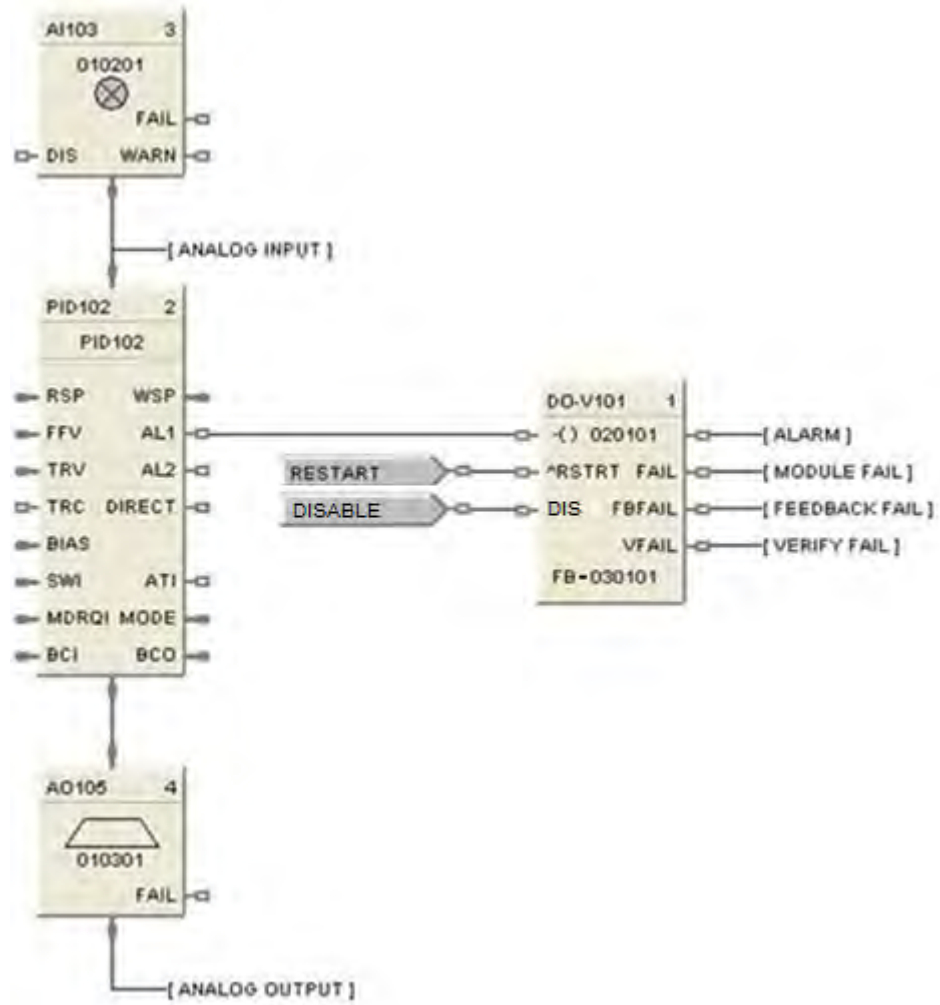 AI103 3
010201
FAIL
DIS WARN
[ ANALOG INPUT ]
PID102 2
PID102
RSP WSP
FFV AL1
TRV AL2
TRC DIRECT
BIAS
SWI ATI
MDRQI MODE
BCI BCO
RESTART
DISABLE
DO-V101 1
-( ) 020101
^RSTRT FAIL
DIS FBFAIL
VFAIL
FB-030101
[ ALARM ]
[ MODULE FAIL ]
[ FEEDBACK FAIL ]
[ VERIFY FAIL ]
AO105 4
010301
FAIL
[ ANALOG OUTPUT ]